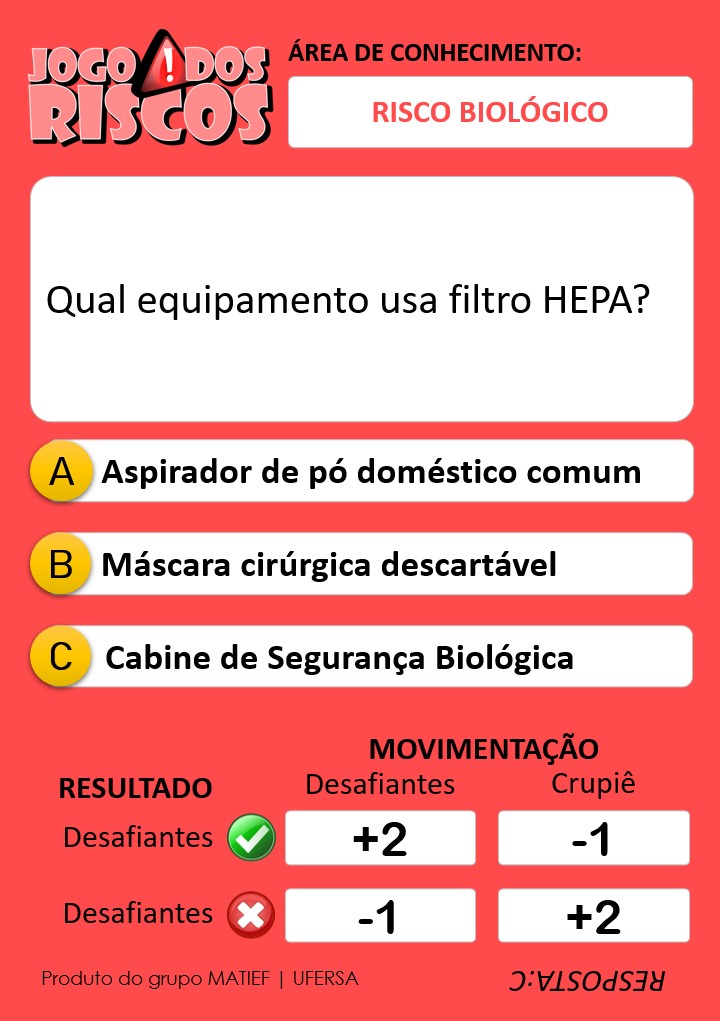 JOGO DOS
RISCOS
ÁREA DE CONHECIMENTO:
RISCO BIOLÓGICO
Qual equipamento usa filtro HEPA?
A Aspirador de pó doméstico comum
B Máscara cirúrgica descartável
C Cabine de Segurança Biológica
MOVIMENTAÇÃO
RESULTADO Desafiantes Crupiê
Desafiantes +2 -1
Desafiantes -1 +2
Produto do grupo MATIEF | UFERSA
RESPOSTA:C